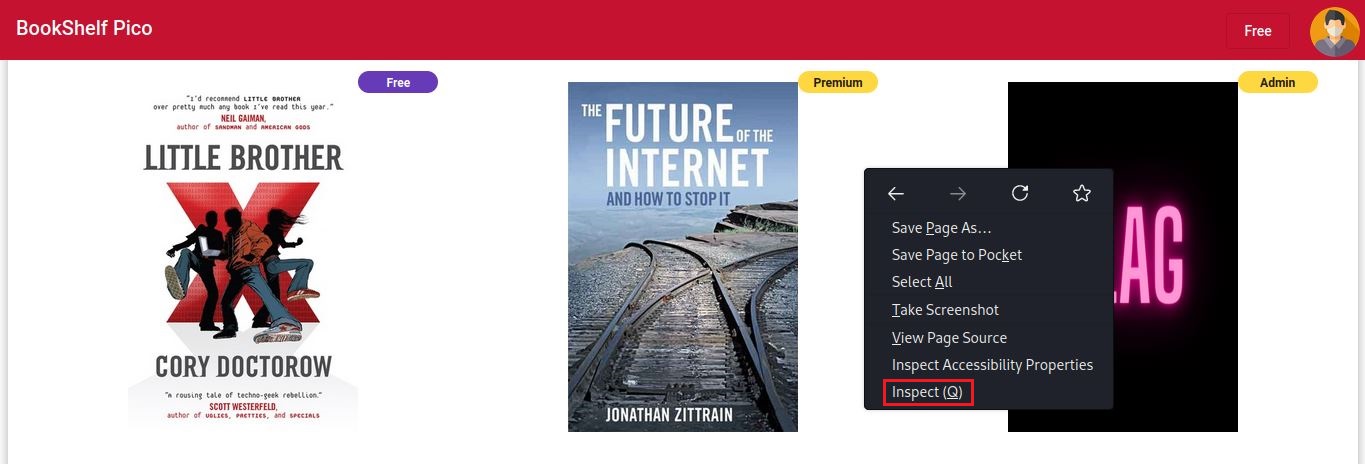 BookShelf Pico
Free
Free
"I'd recommend LITTLE BROTHER
over pretty much any book I've read this year."
NEIL GAIMAN,
author of SANDMAN and AMERICAN GODS
LITTLE BROTHER
X
CORY DOCTOROW
"A rousing tale of techno-geek rebellion."
SCOTT WESTERFELD,
author of UGLIES, PRETTIES, and SPECIALS
Premium
THE FUTURE OF THE
INTERNET
AND HOW TO STOP IT
JONATHAN ZITTRAIN
Admin
LAG
Save Page As…
Save Page to Pocket
Select All
Take Screenshot
View Page Source
Inspect Accessibility Properties
Inspect (Q)